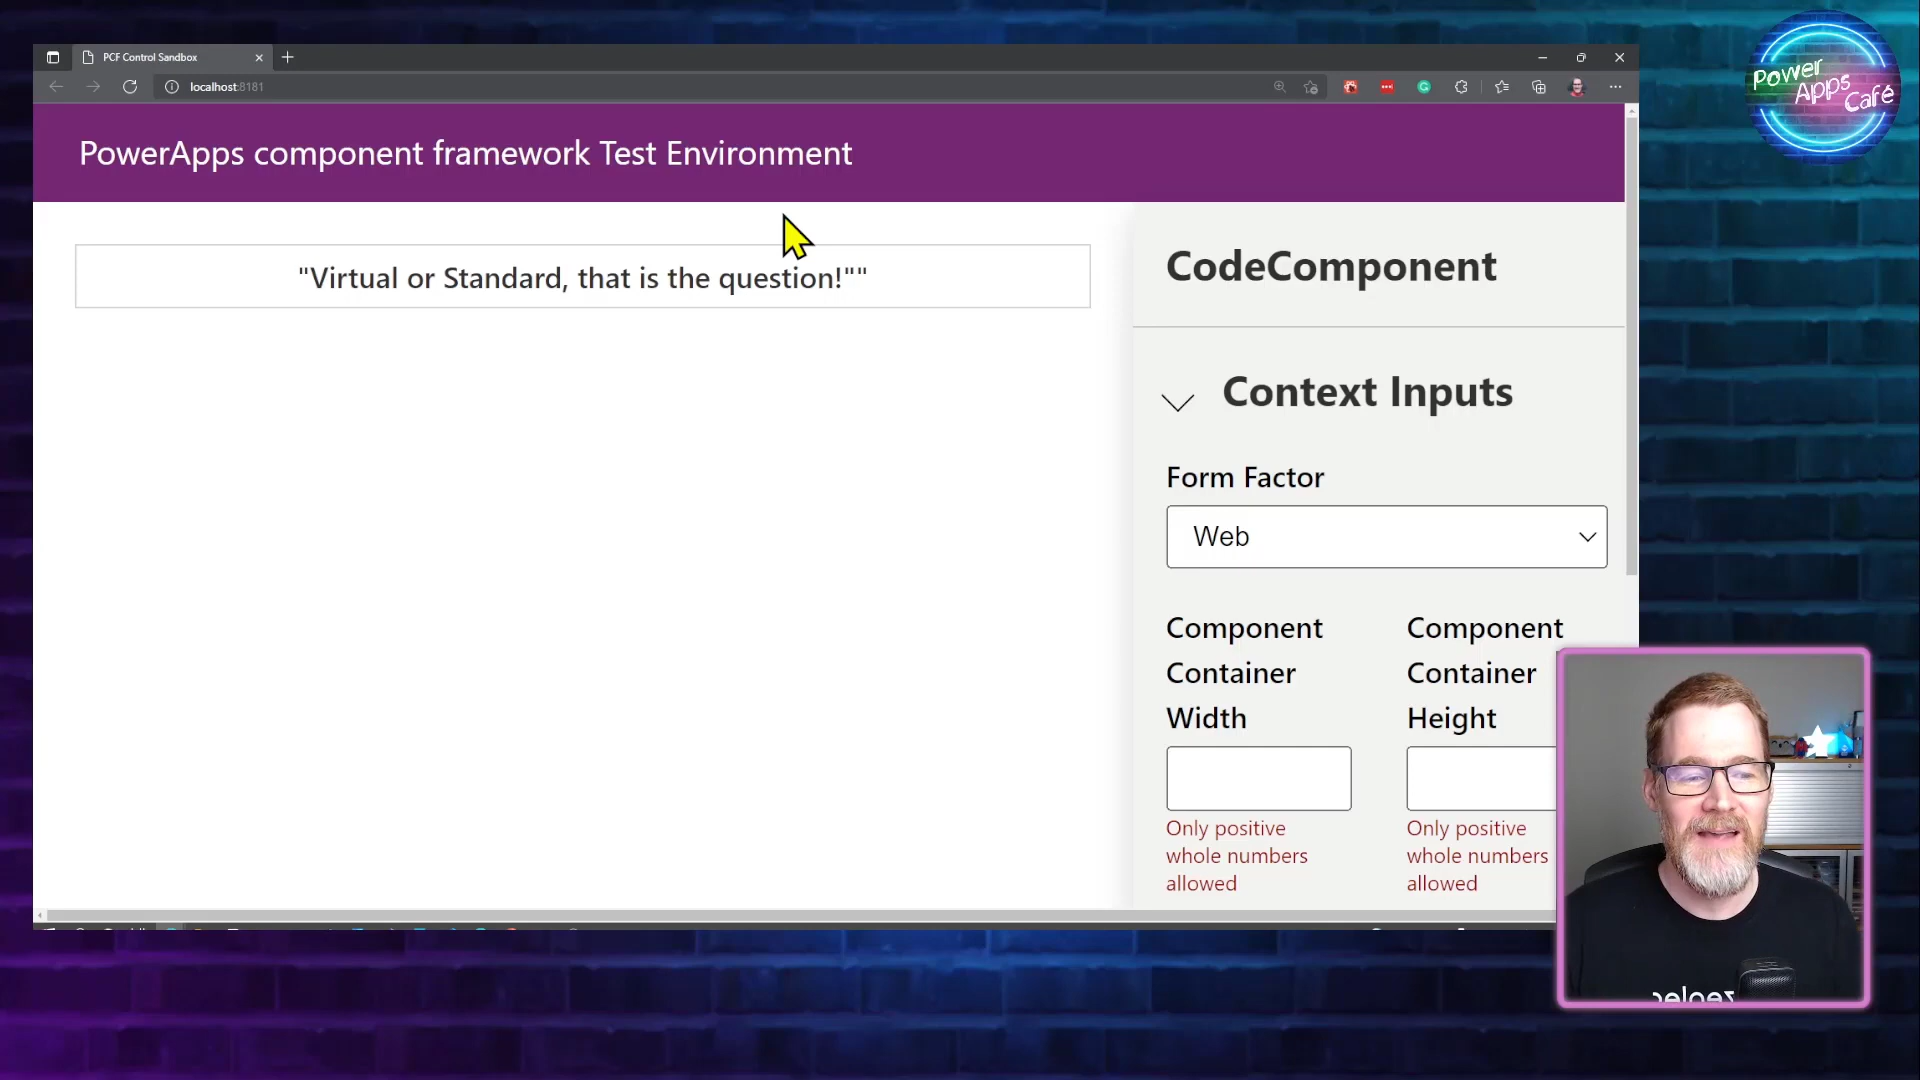 PCF Control Sandbox
localhost:8181
Power
Apps
Café
PowerApps component framework Test Environment
"Virtual or Standard, that is the question!""
CodeComponent
Context Inputs
Form Factor
Web
Component Container Width
Component Container Height
Only positive whole numbers allowed
Only positive whole numbers allowed